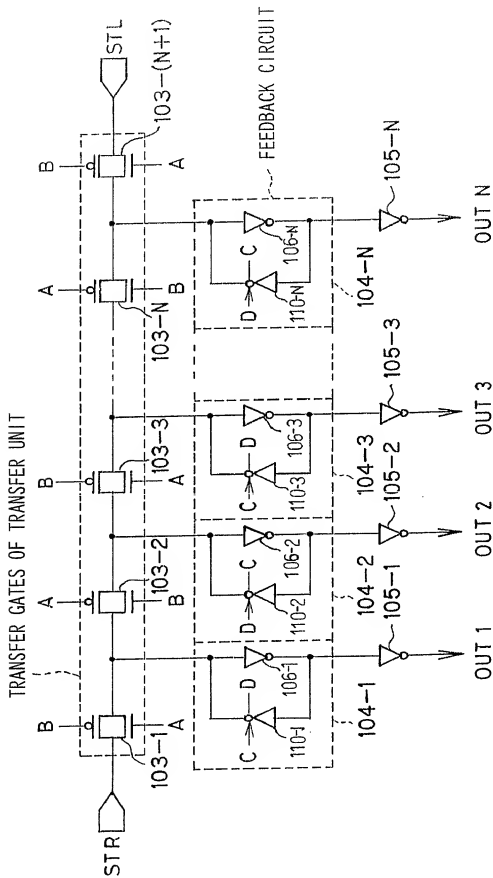 TRANSFER GATES OF TRANSFER UNIT
B
A
B
A
B
STR
STL
103-1
103-2
103-3
103-N
103-(N+1)
A
B
A
B
A
FEEDBACK CIRCUIT
C
D
D
C
C
D
D
C
110-1
106-1
110-2
106-2
110-3
106-3
110-N
106-N
104-1
104-2
104-3
104-N
105-1
105-2
105-3
105-N
OUT 1
OUT 2
OUT 3
OUT N